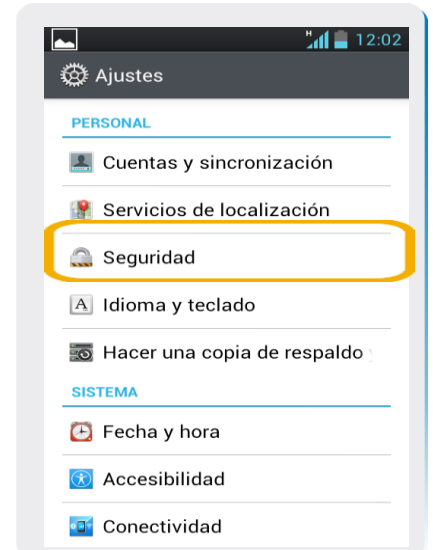 H
12:02
Ajustes
PERSONAL
Cuentas y sincronización
Servicios de localización
Seguridad
A Idioma y teclado
Hacer una copia de respaldo
SISTEMA
Fecha y hora
Accesibilidad
Conectividad